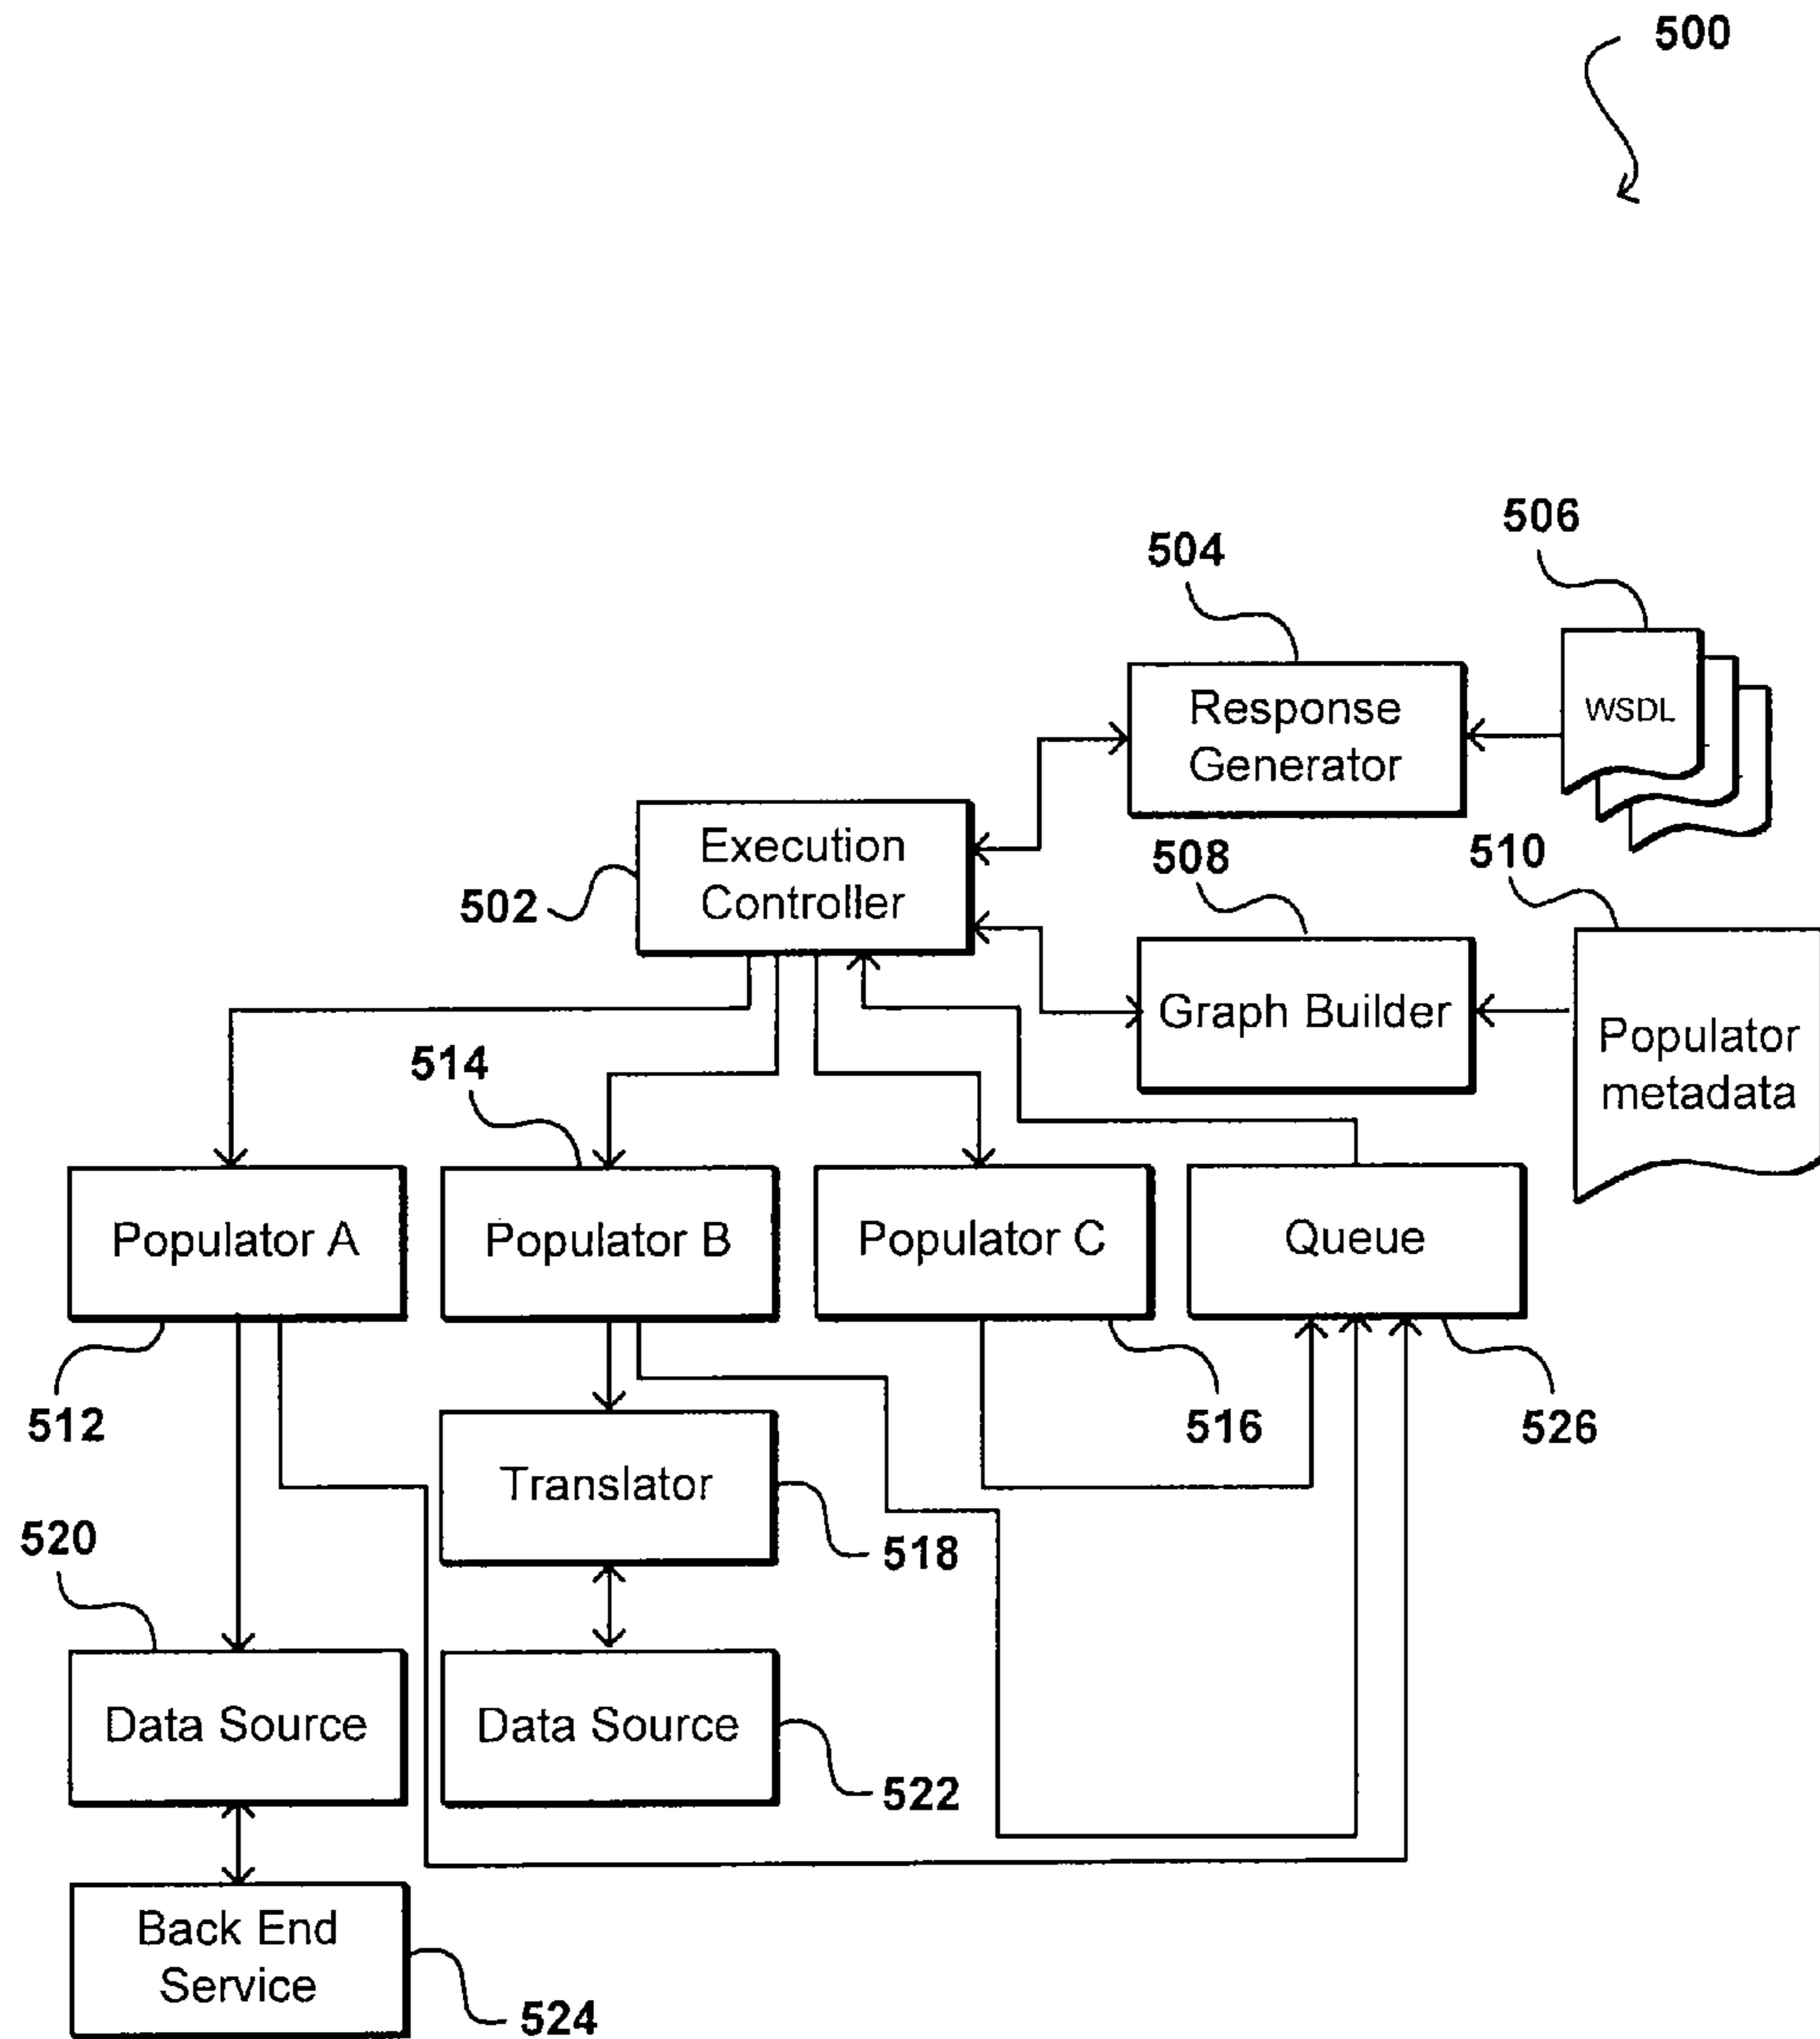 500
506
504
WSDL
Response
Generator
Execution
Controller
502
508
510
Graph Builder
Populator
metadata
514
Populator A
Populator B
Populator C
Queue
512
516
526
Translator
518
520
Data Source
Data Source
522
Back End
Service
524